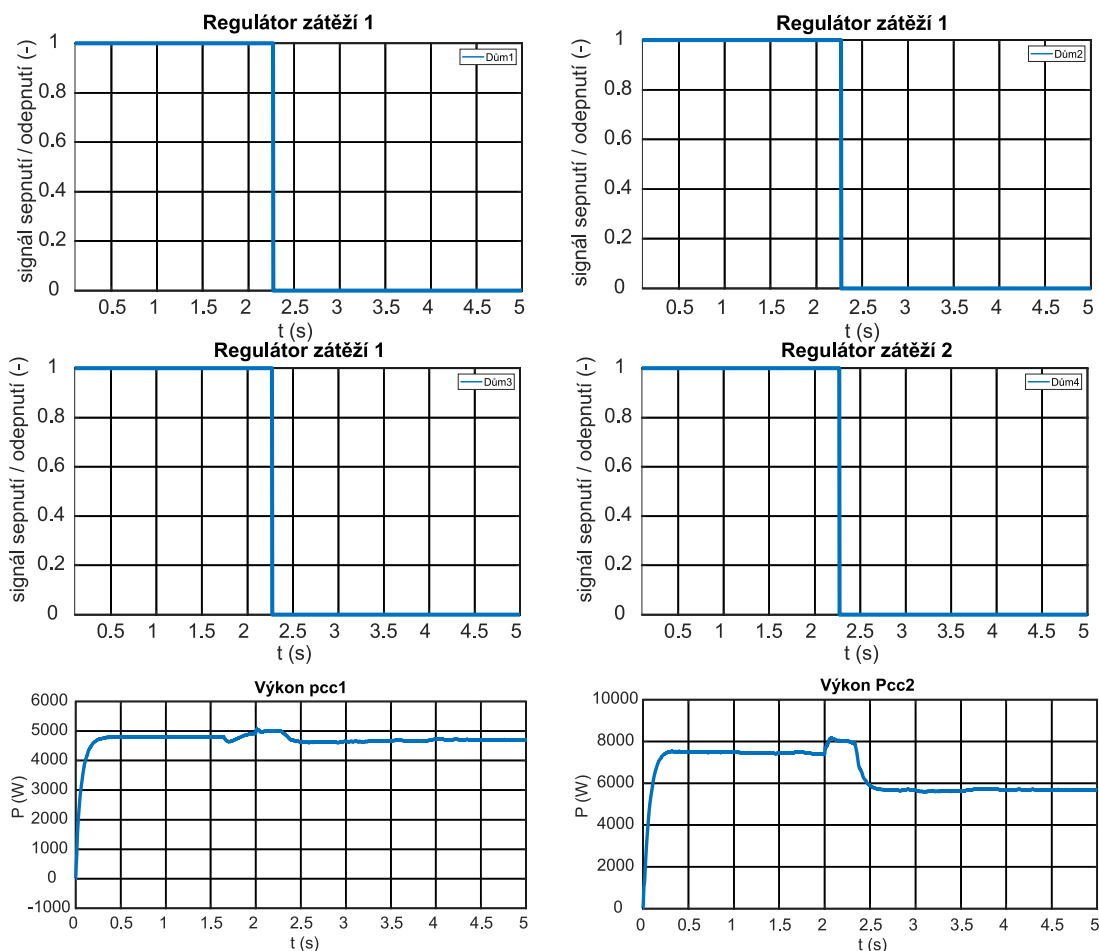 Regulátor zátěží 1
signál sepnutí / odepnutí (-)
1
0.8
0.6
0.4
0.2
0
Dům1
0.5 1 1.5 2 2.5 3 3.5 4 4.5 5
t (s)
Regulátor zátěží 1
signál sepnutí / odepnutí (-)
1
0.8
0.6
0.4
0.2
0
Dům2
0.5 1 1.5 2 2.5 3 3.5 4 4.5 5
t (s)
Regulátor zátěží 1
signál sepnutí / odepnutí (-)
1
0.8
0.6
0.4
0.2
0
Dům3
0.5 1 1.5 2 2.5 3 3.5 4 4.5 5
t (s)
Regulátor zátěží 2
signál sepnutí / odepnutí (-)
1
0.8
0.6
0.4
0.2
0
Dům4
0.5 1 1.5 2 2.5 3 3.5 4 4.5 5
t (s)
Výkon pcc1
P (W)
6000
5000
4000
3000
2000
1000
0
-1000
0 0.5 1 1.5 2 2.5 3 3.5 4 4.5 5
t (s)
Výkon Pcc2
P (W)
10000
8000
6000
4000
2000
0
0 0.5 1 1.5 2 2.5 3 3.5 4 4.5 5
t (s)